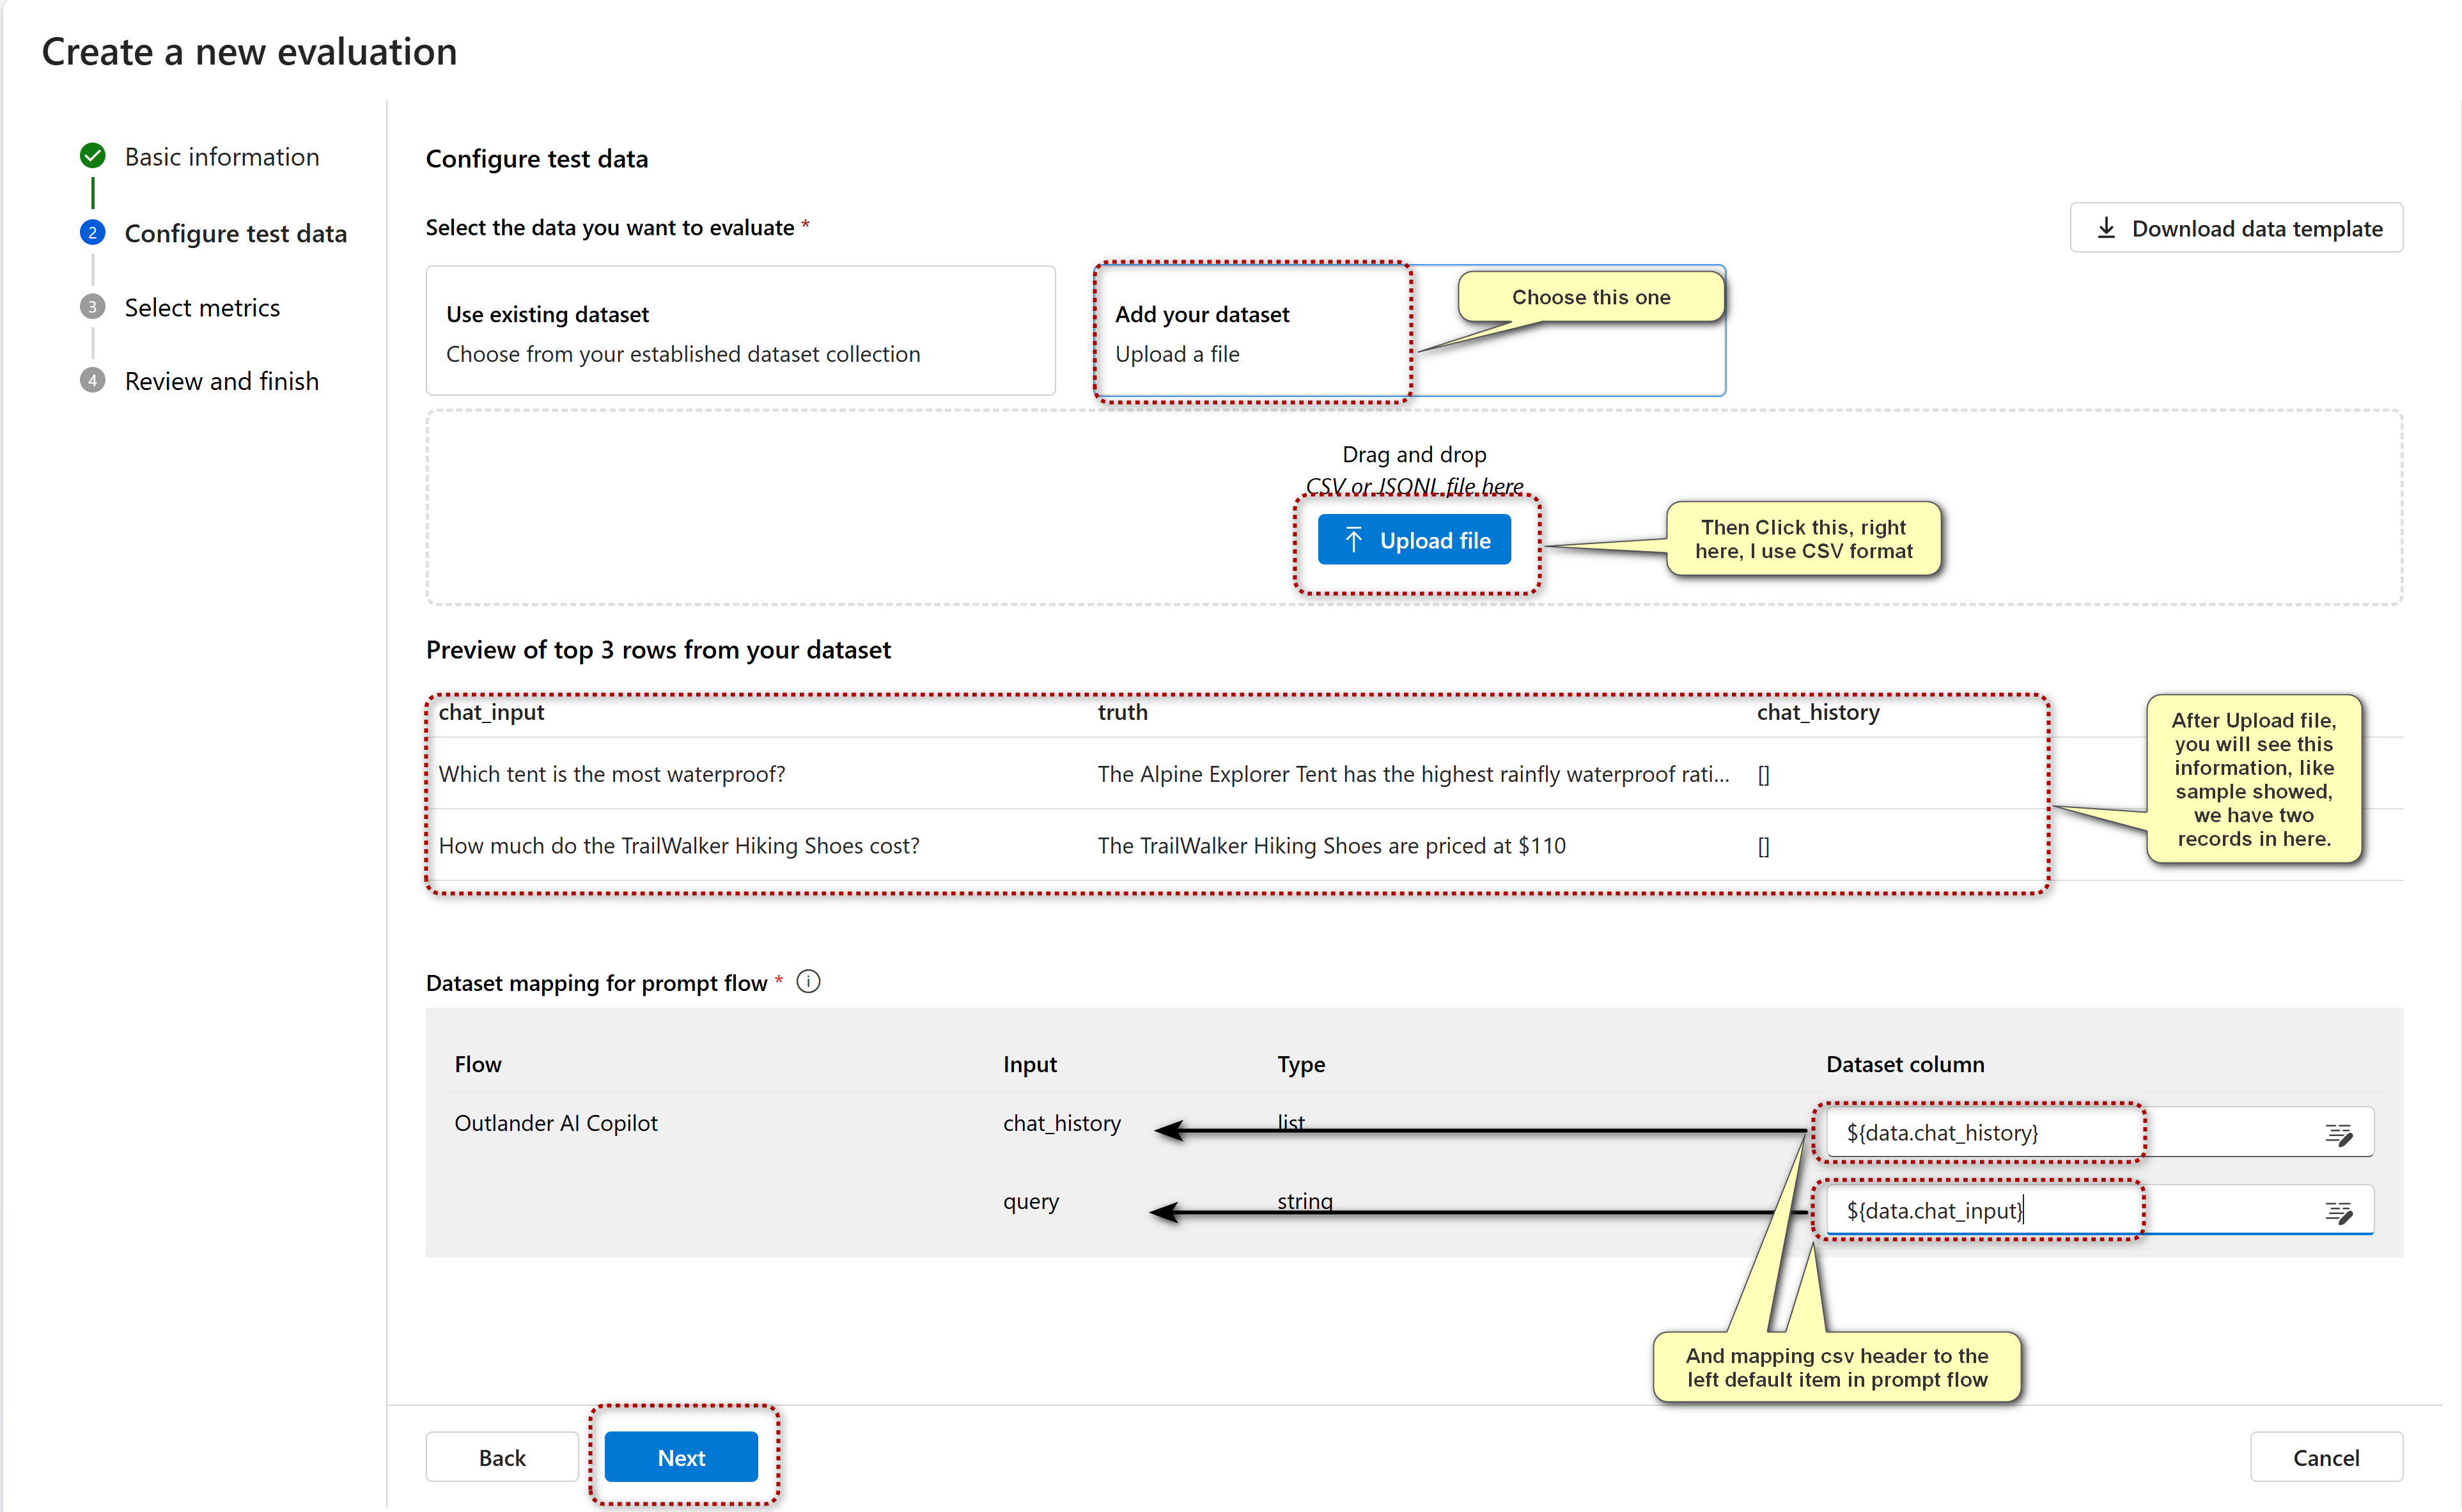 Create a new evaluation
Basic information
2 Configure test data
3 Select metrics
4 Review and finish
Configure test data
Select the data you want to evaluate *
Download data template
Use existing dataset
Choose from your established dataset collection
Add your dataset
Upload a file
Choose this one
Drag and drop
CSV or JSONL file here
Upload file
Then Click this, right
here, I use CSV format
Preview of top 3 rows from your dataset
chat_input truth chat_history
Which tent is the most waterproof? The Alpine Explorer Tent has the highest rainfly waterproof rati... []
How much do the TrailWalker Hiking Shoes cost? The TrailWalker Hiking Shoes are priced at $110 []
After Upload file,
you will see this
information, like
sample showed,
we have two
records in here.
Dataset mapping for prompt flow *
Flow Input Type Dataset column
Outlander AI Copilot chat_history list ${data.chat_history}
query string ${data.chat_input}
And mapping csv header to the
left default item in prompt flow
Back Next Cancel